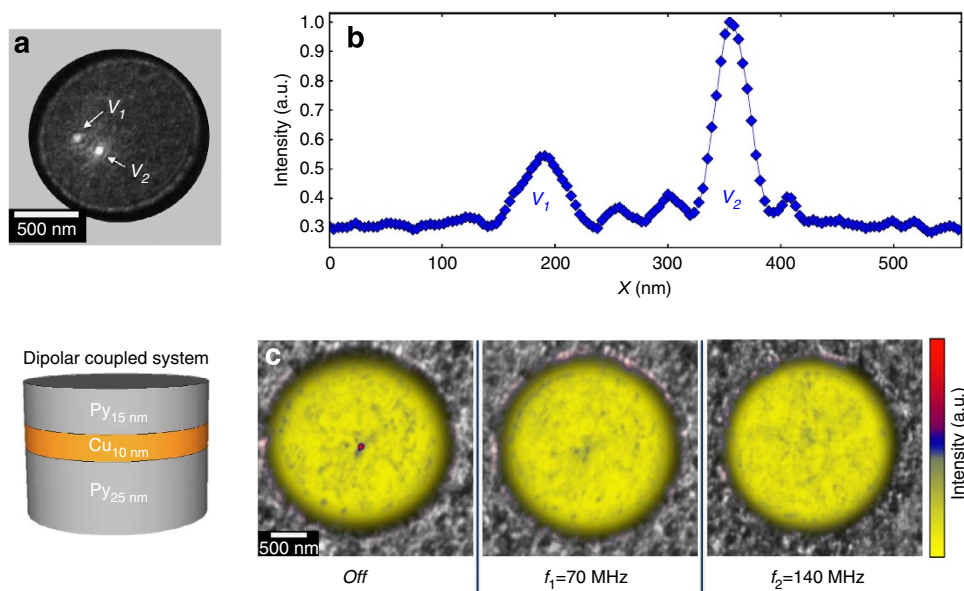 a
V1
V2
500 nm
b
Intensity (a.u.)
1.0
0.9
0.8
0.7
0.6
0.5
0.4
0.3
V1
V2
0 100 200 300 400 500
X (nm)
Dipolar coupled system
Py15 nm
Cu10 nm
Py25 nm
c
500 nm
Off
f1=70 MHz
f2=140 MHz
Intensity (a.u.)